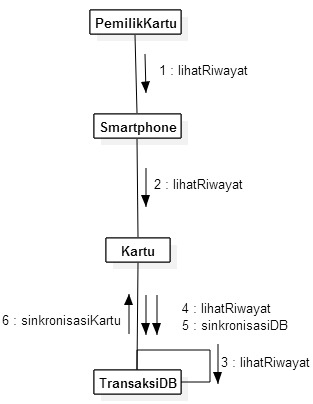 PemilikKartu
1 : lihatRiwayat
Smartphone
2 : lihatRiwayat
Kartu
4 : lihatRiwayat
6 : sinkronisasiKartu
5 : sinkronisasiDB
3 : lihatRiwayat
TransaksiDB